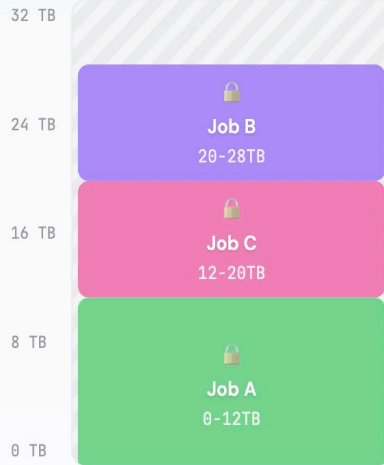 32 TB
24 TB
16 TB
8 TB
0 TB
Job B
20-28TB
Job C
12-20TB
Job A
0-12TB